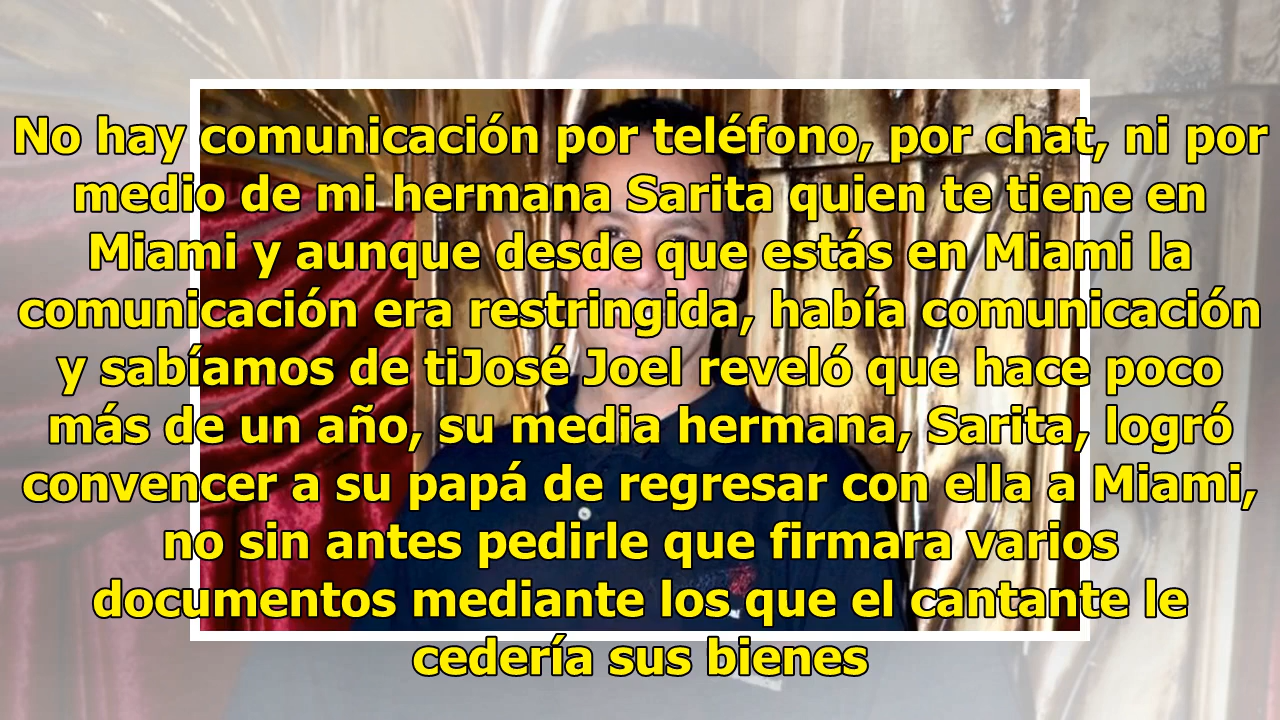 No hay comunicación por teléfono, por chat, ni por
medio de mi hermana Sarita quien te tiene en
Miami y aunque desde que estás en Miami la
comunicación era restringida, había comunicación
y sabíamos de tiJosé Joel reveló que hace poco
más de un año, su media hermana, Sarita, logró
convencer a su papá de regresar con ella a Miami,
no sin antes pedirle que firmara varios
documentos mediante los que el cantante le
cedería sus bienes